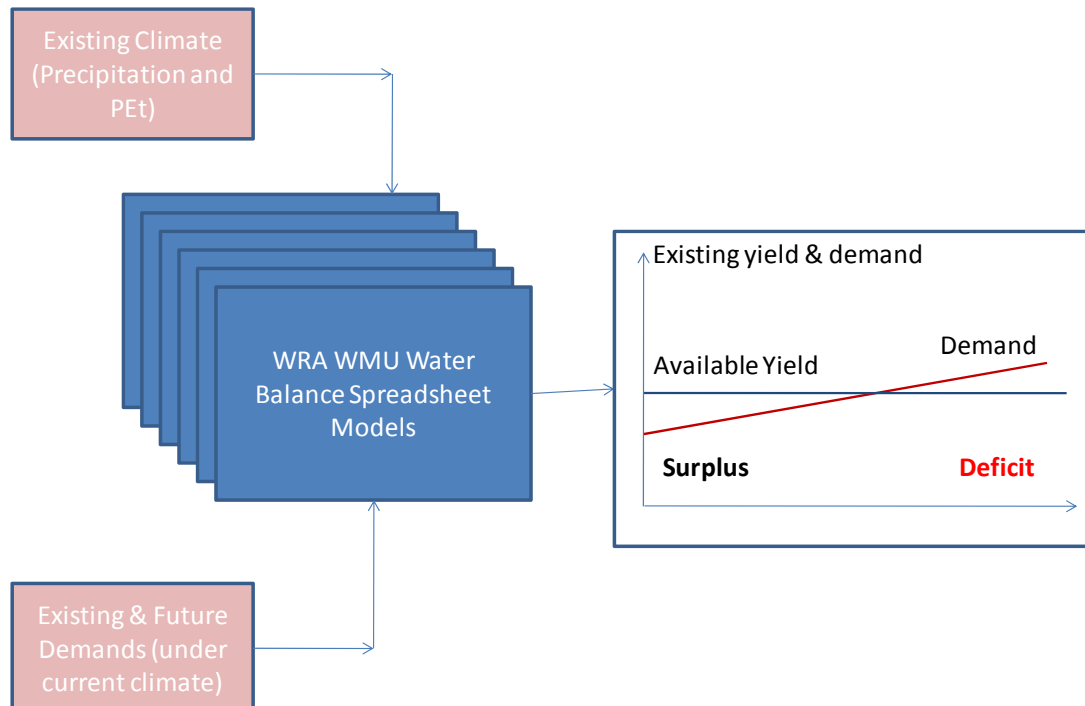 Existing Climate
(Precipitation and
PEt)
WRA WMU Water
Balance Spreadsheet
Models
Existing yield & demand
Available Yield
Demand
Surplus
Deficit
Existing & Future
Demands (under
current climate)